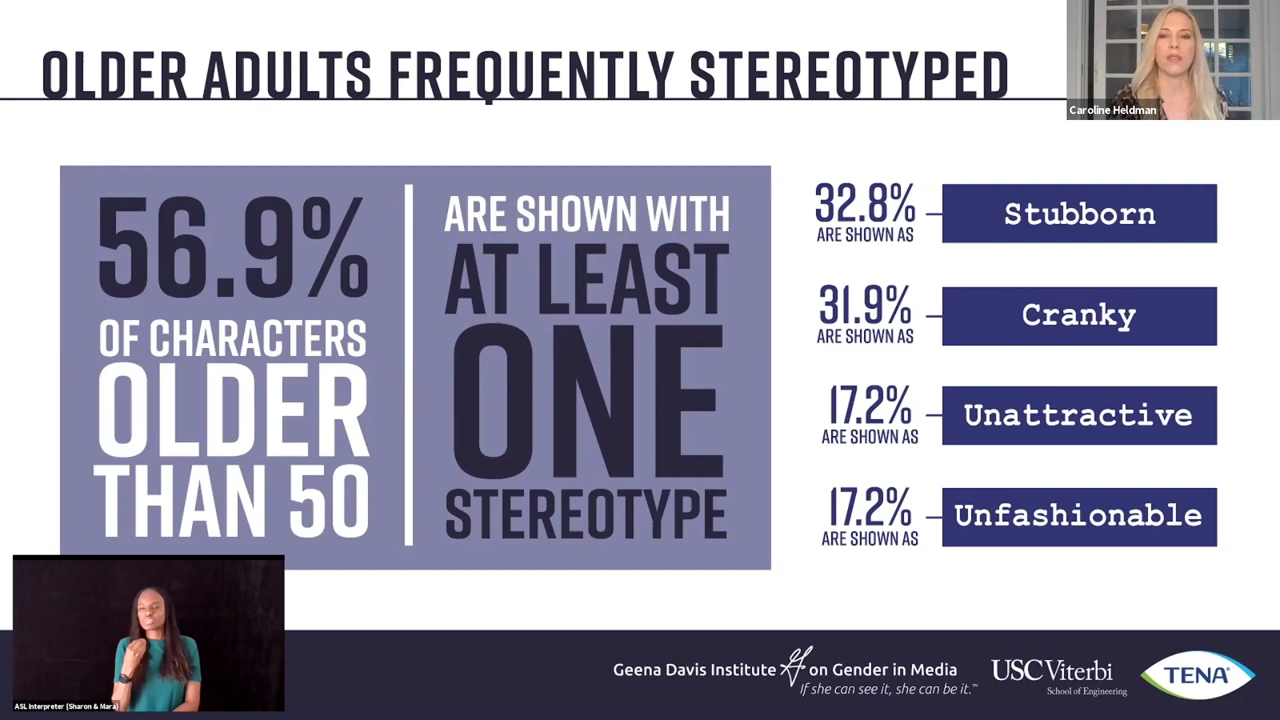 OLDER ADULTS FREQUENTLY STEREOTYPED
Caroline Heldman
56.9%
OF CHARACTERS
OLDER
THAN 50
ARE SHOWN WITH
AT LEAST
ONE
STEREOTYPE
32.8%
ARE SHOWN AS
Stubborn
31.9%
ARE SHOWN AS
Cranky
17.2%
ARE SHOWN AS
Unattractive
17.2%
ARE SHOWN AS
Unfashionable
ASL Interpreter (Sharon & Mara)
Geena Davis Institute on Gender in Media
If she can see it, she can be it.™
USC Viterbi
School of Engineering
TENA®